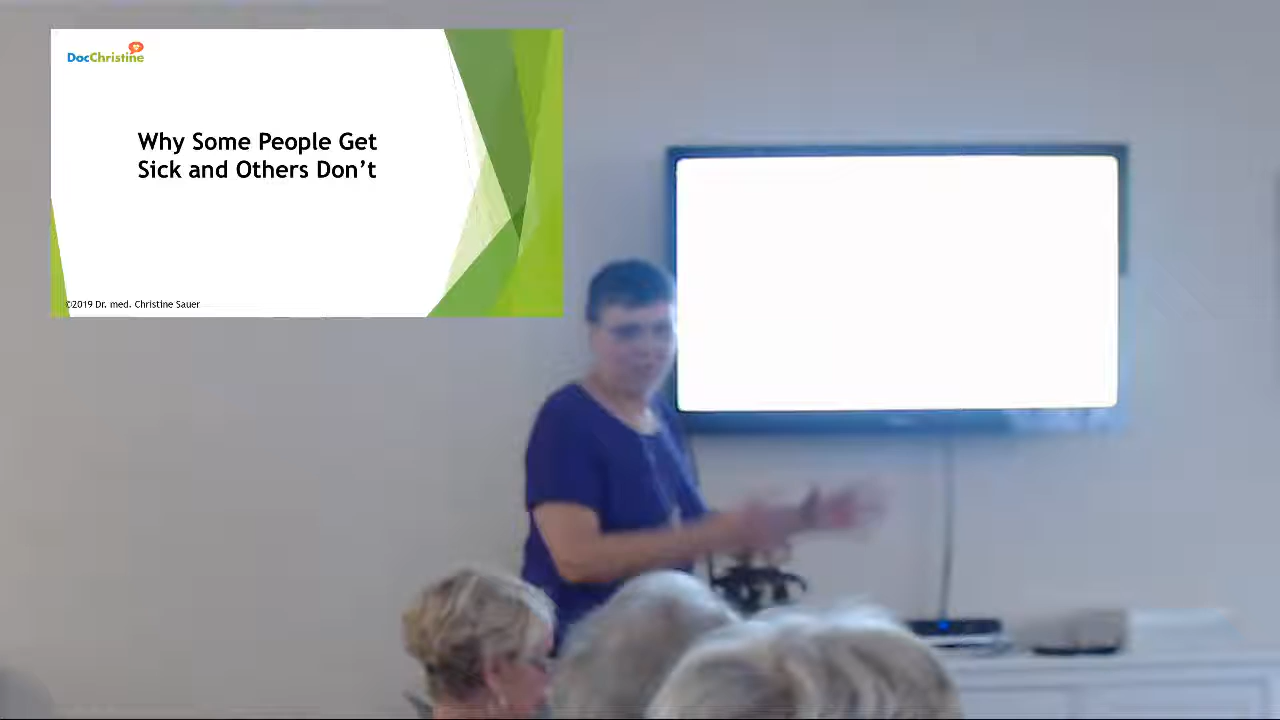 DocChristine
Why Some People Get
Sick and Others Don't
©2019 Dr. med. Christine Sauer